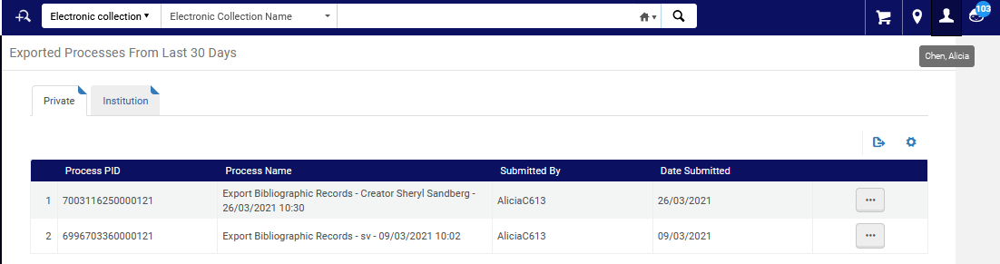 Electronic collection Electronic Collection Name 103
Exported Processes From Last 30 Days
Chen, Alicia
Private Institution
Process PID Process Name Submitted By Date Submitted
1 7003116250000121 Export Bibliographic Records - Creator Sheryl Sandberg - AliciaC613 26/03/2021
26/03/2021 10:30
2 6996703360000121 Export Bibliographic Records - sv - 09/03/2021 10:02 AliciaC613 09/03/2021